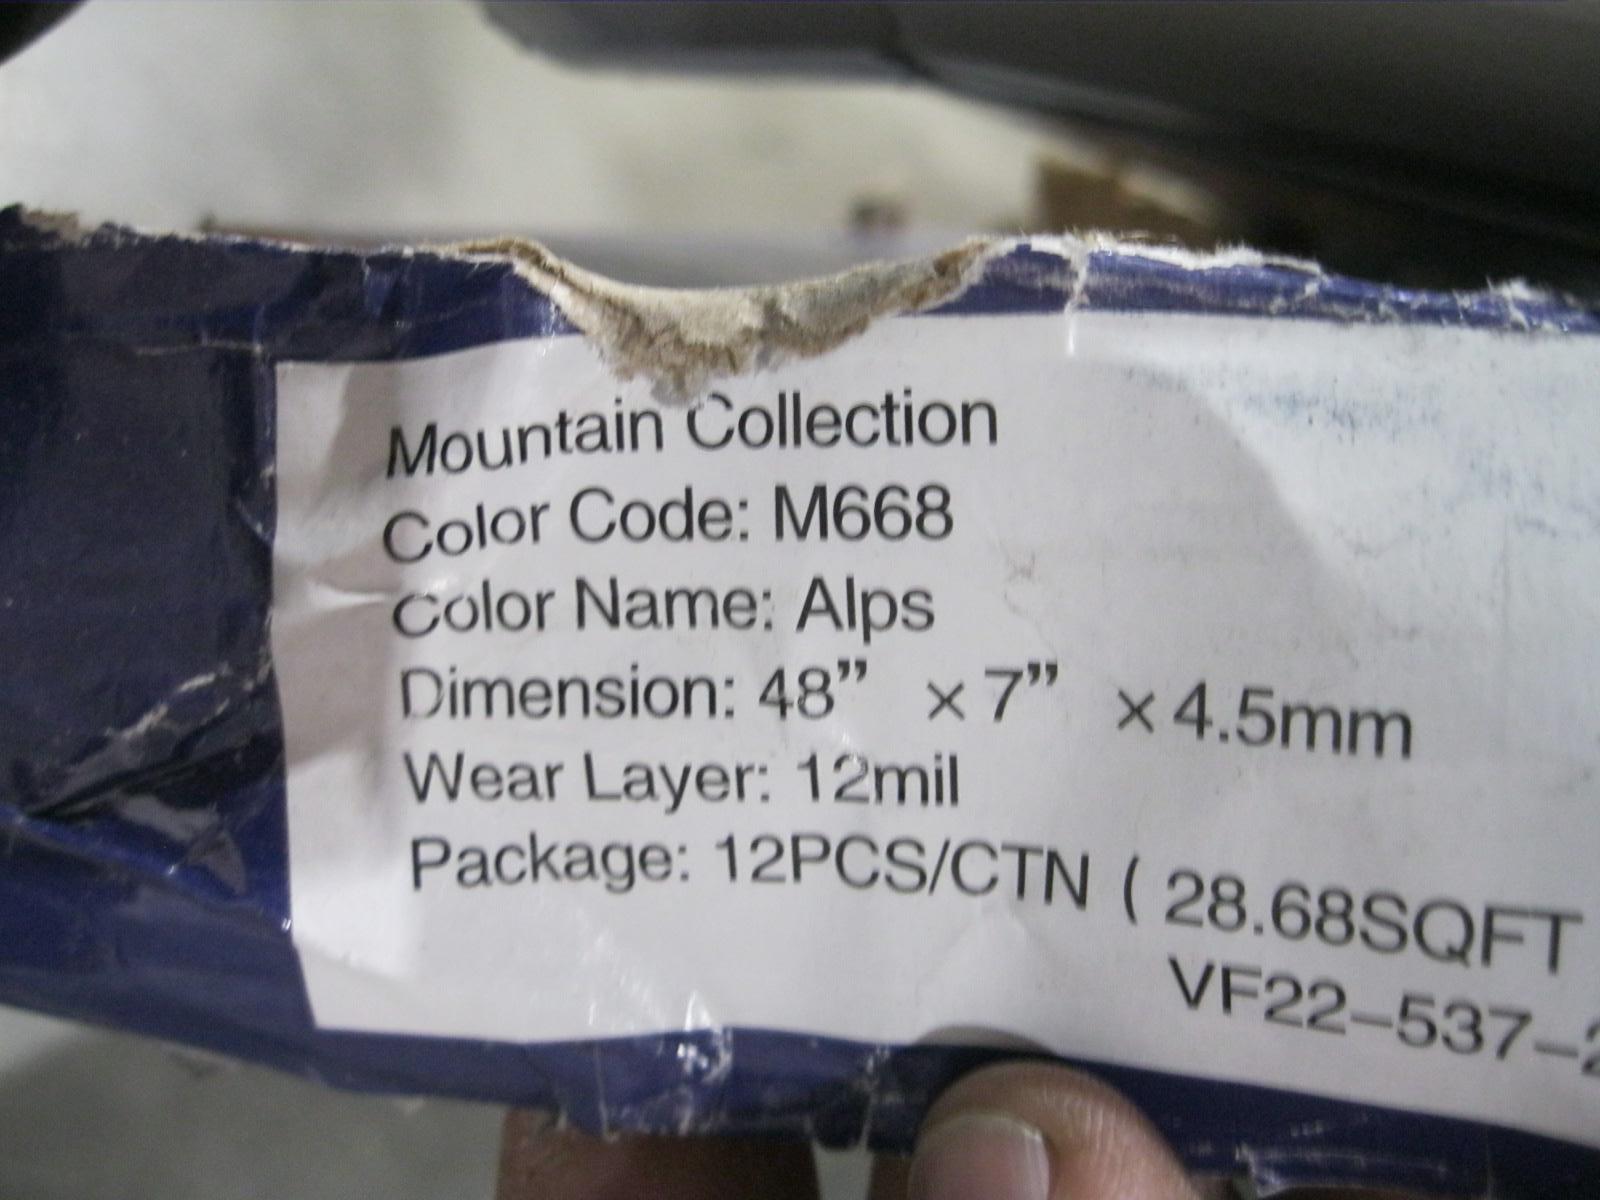 Mountain Collection
Color Code: M668
Color Name: Alps
Dimension: 48” × 7” × 4.5mm
Wear Layer: 12mil
Package: 12PCS/CTN ( 28.68SQFT
VF22-537-2